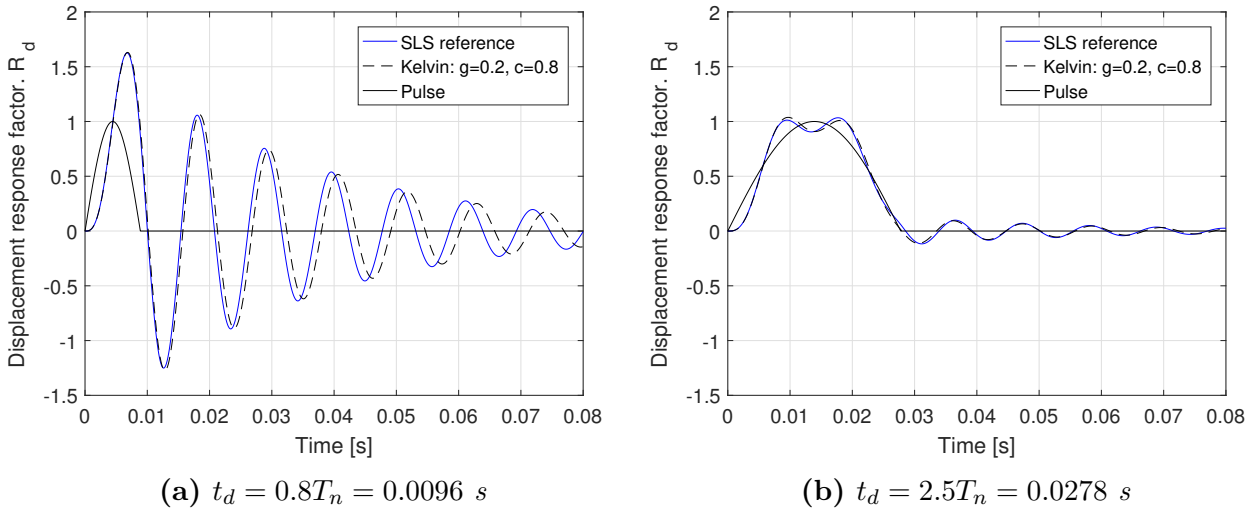 2
1.5
1
0.5
0
-0.5
-1
-1.5
Displacement response factor. R_d
SLS reference
Kelvin: g=0.2, c=0.8
Pulse
0 0.01 0.02 0.03 0.04 0.05 0.06 0.07 0.08
Time [s]
(a) t_d = 0.8T_n = 0.0096 s
2
1.5
1
0.5
0
-0.5
-1
-1.5
Displacement response factor. R_d
SLS reference
Kelvin: g=0.2, c=0.8
Pulse
0 0.01 0.02 0.03 0.04 0.05 0.06 0.07 0.08
Time [s]
(b) t_d = 2.5T_n = 0.0278 s